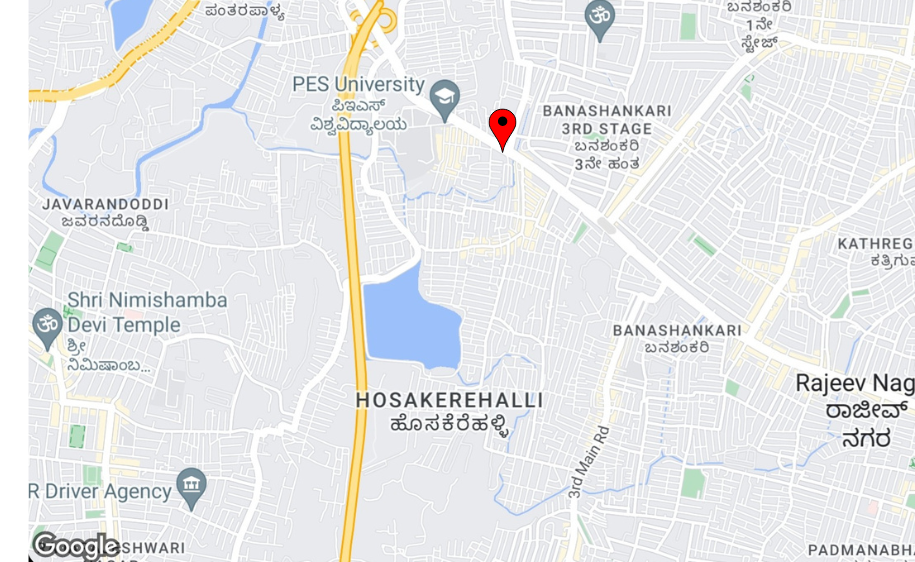 ಪಂತರಪಾಳ್ಯ
ಬನಶಂಕರಿ
1ನೇ
ಸ್ಟೇಜ್
PES University
ಪಿಇಎಸ್
ವಿಶ್ವವಿದ್ಯಾಲಯ
BANASHANKARI
3RD STAGE
ಬನಶಂಕರಿ
3ನೇ ಹಂತ
JAVARANDODDI
ಜವರನದೊಡ್ಡಿ
KATHREG
ಕತ್ರಿಗು
Shri Nimishamba
Devi Temple
ಶ್ರೀ
ನಿಮಿಷಾಂಬ...
BANASHANKARI
ಬನಶಂಕರಿ
Rajeev Nag
ರಾಜೀವ್
ನಗರ
HOSAKEREHALLI
ಹೊಸಕೆರೆಹಳ್ಳಿ
3rd Main Rd
R Driver Agency
Google
SHWARI
PADMANABH